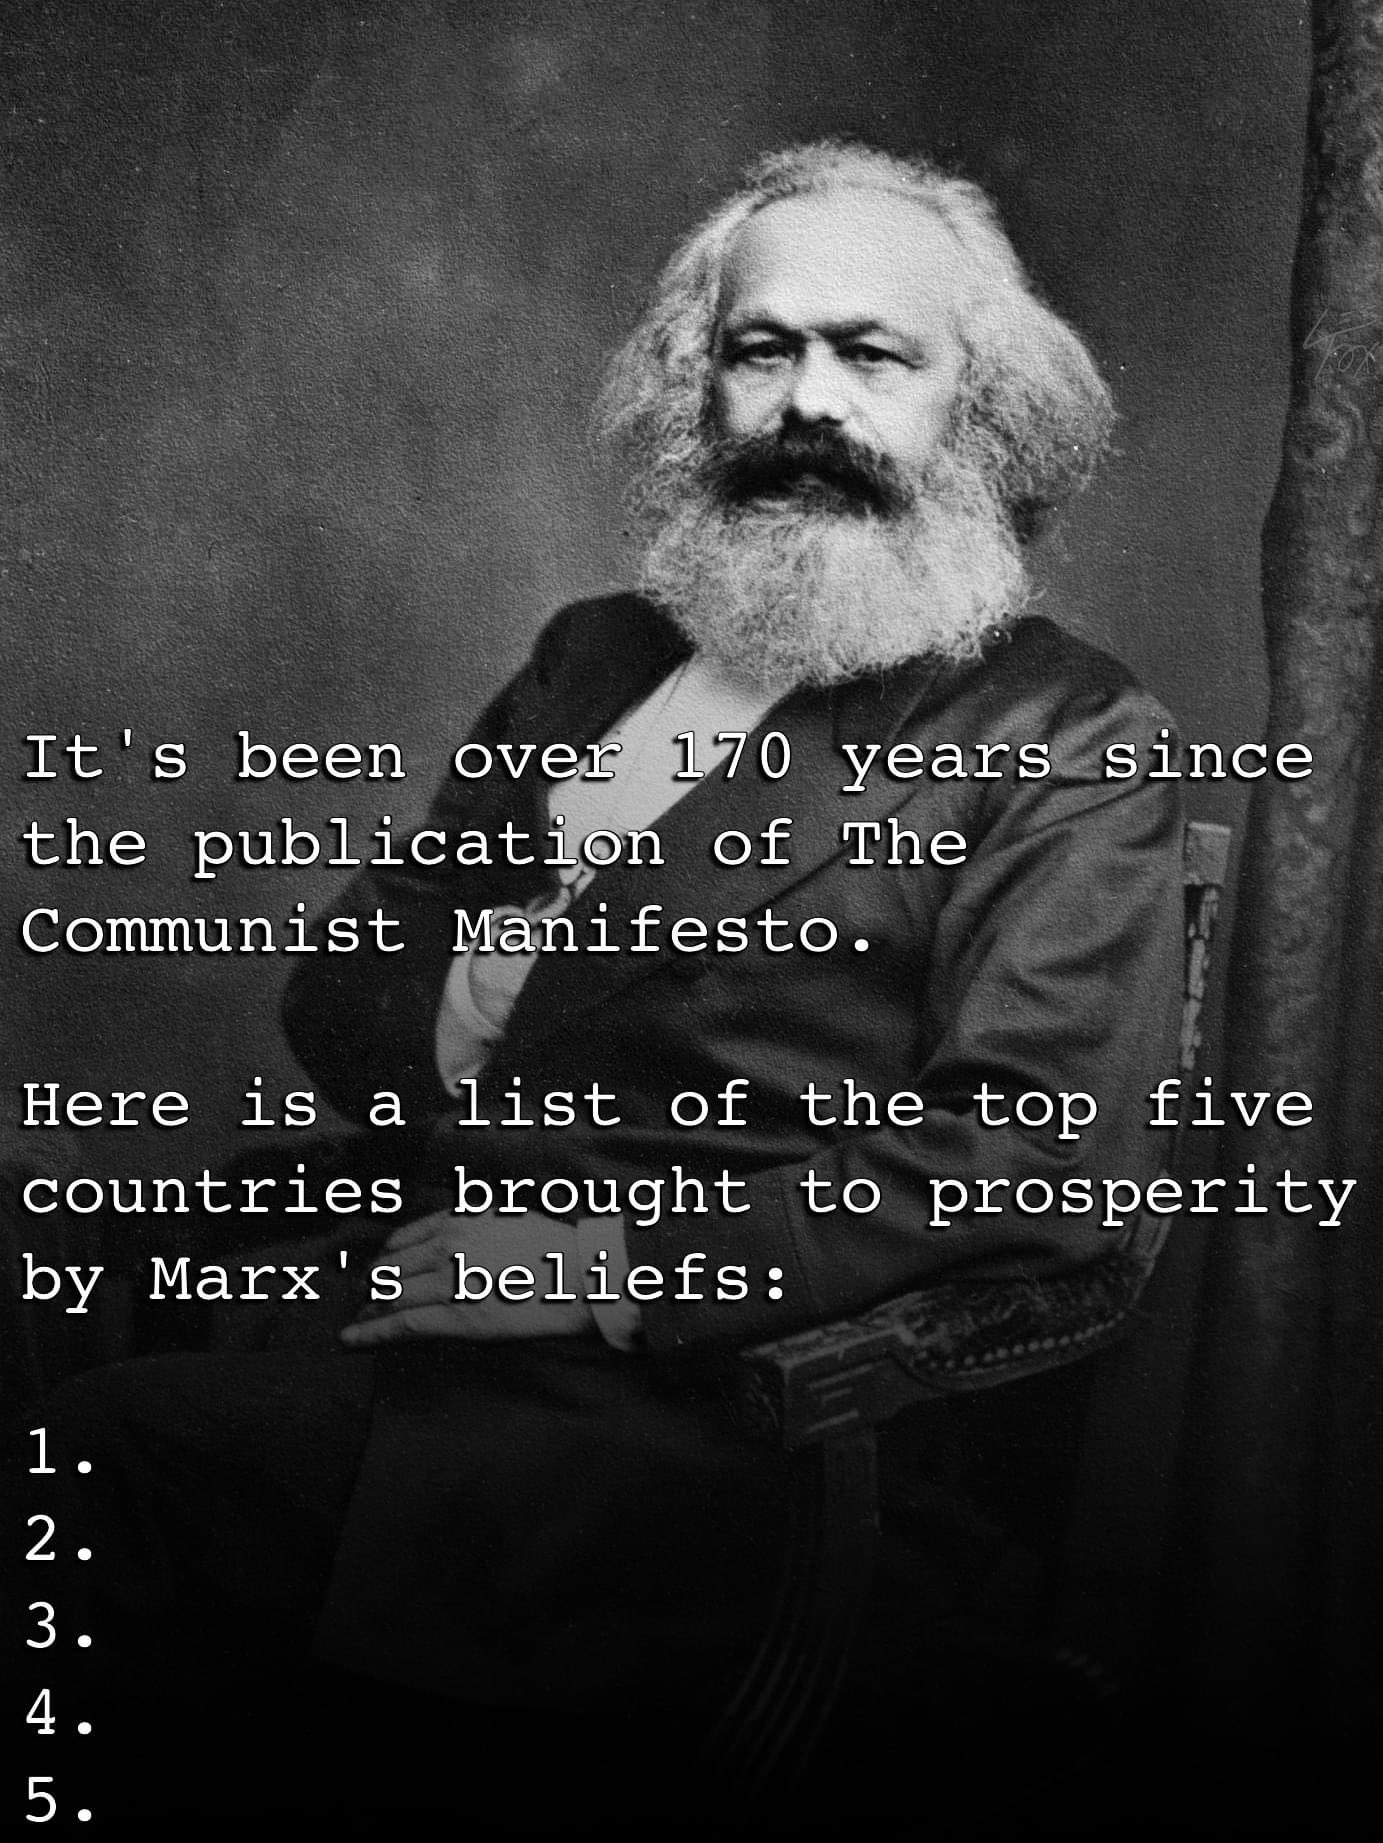 It's been over 170 years since
the publication of The
Communist Manifesto.
Here is a list of the top five
countries brought to prosperity
by Marx's beliefs:
1.
2.
3.
4.
5.